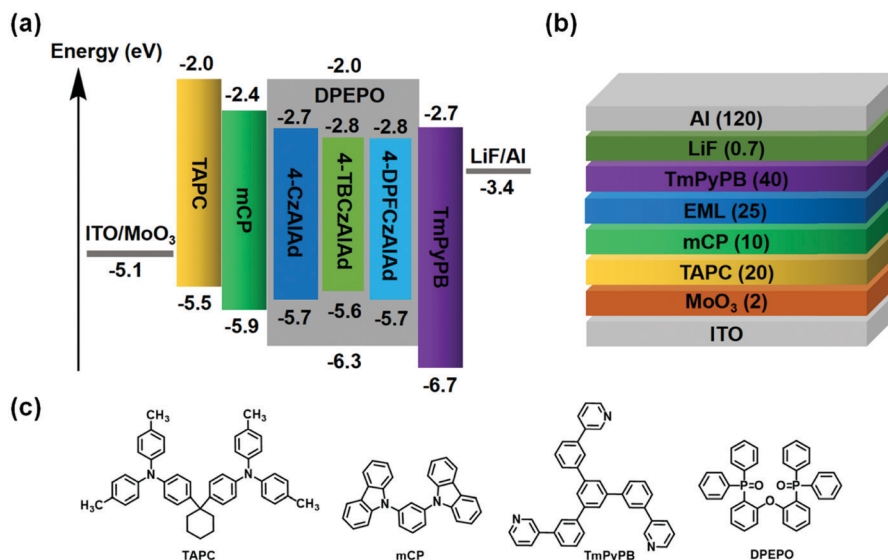 (a)
Energy (eV)
-2.0
-2.4
-2.0
DPEPO
-2.7
-2.8
-2.8
-2.7
TAPC
mCP
4-CzAlAd
4-TBCzAlAd
4-DPFCzAlAd
TmPyPB
LiF/Al
-3.4
ITO/MoO₃
-5.1
-5.5
-5.9
-5.7
-5.6
-5.7
-6.3
-6.7
(b)
Al (120)
LiF (0.7)
TmPyPB (40)
EML (25)
mCP (10)
TAPC (20)
MoO₃ (2)
ITO
(c)
CH₃
CH₃
N
N
H₃C
CH₃
TAPC
N
N
mCP
N
N
N
TmPyPB
P=O
O=P
O
DPEPO